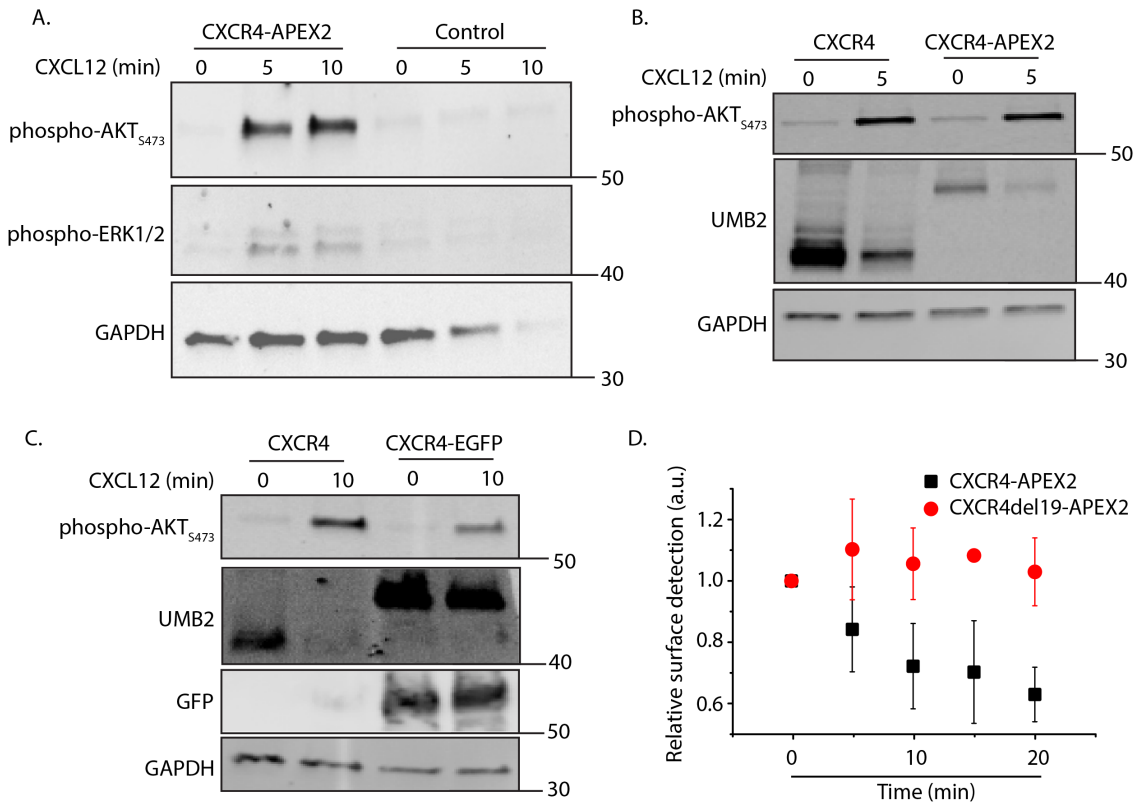 A.
CXCR4-APEX2 Control
CXCL12 (min) 0 5 10 0 5 10
phospho-AKTS473
50
phospho-ERK1/2
40
GAPDH
30
B.
CXCR4 CXCR4-APEX2
CXCL12 (min) 0 5 0 5
phospho-AKTS473
50
UMB2
40
GAPDH
30
C.
CXCR4 CXCR4-EGFP
CXCL12 (min) 0 10 0 10
phospho-AKTS473
50
UMB2
40
GFP
50
GAPDH
30
D.
CXCR4-APEX2
CXCR4del19-APEX2
Relative surface detection (a.u.)
1.2
1.0
0.8
0.6
0 10 20
Time (min)